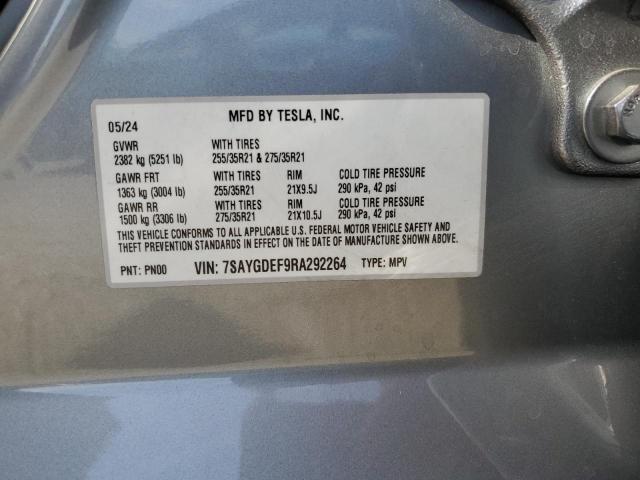 MFD BY TESLA, INC.
05/24
GVWR WITH TIRES
2382 kg (5251 lb) 255/35R21 & 275/35R21
GAWR FRT WITH TIRES RIM COLD TIRE PRESSURE
1363 kg (3004 lb) 255/35R21 21X9.5J 290 kPa, 42 psi
GAWR RR WITH TIRES RIM COLD TIRE PRESSURE
1500 kg (3306 lb) 275/35R21 21X10.5J 290 kPa, 42 psi
THIS VEHICLE CONFORMS TO ALL APPLICABLE U.S. FEDERAL MOTOR VEHICLE SAFETY AND
THEFT PREVENTION STANDARDS IN EFFECT ON THE DATE OF MANUFACTURE SHOWN ABOVE.
PNT: PN00 VIN: 7SAYGDEF9RA292264 TYPE: MPV